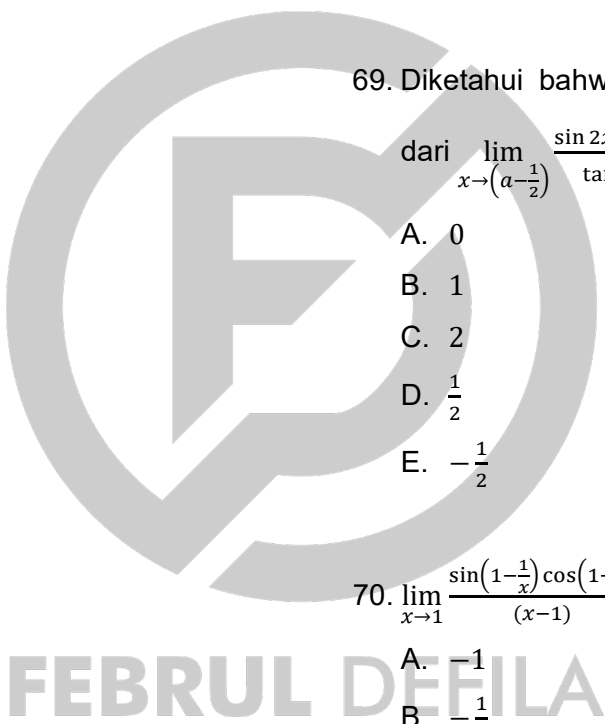 69. Diketahui bahw
dari lim x→(a−1/2) sin 2x / ta
A. 0
B. 1
C. 2
D. 1/2
E. −1/2
70. lim x→1 sin(1−1/x) cos(1− / (x−1)
A. −1
B. −1
FEBRUL DEFILA